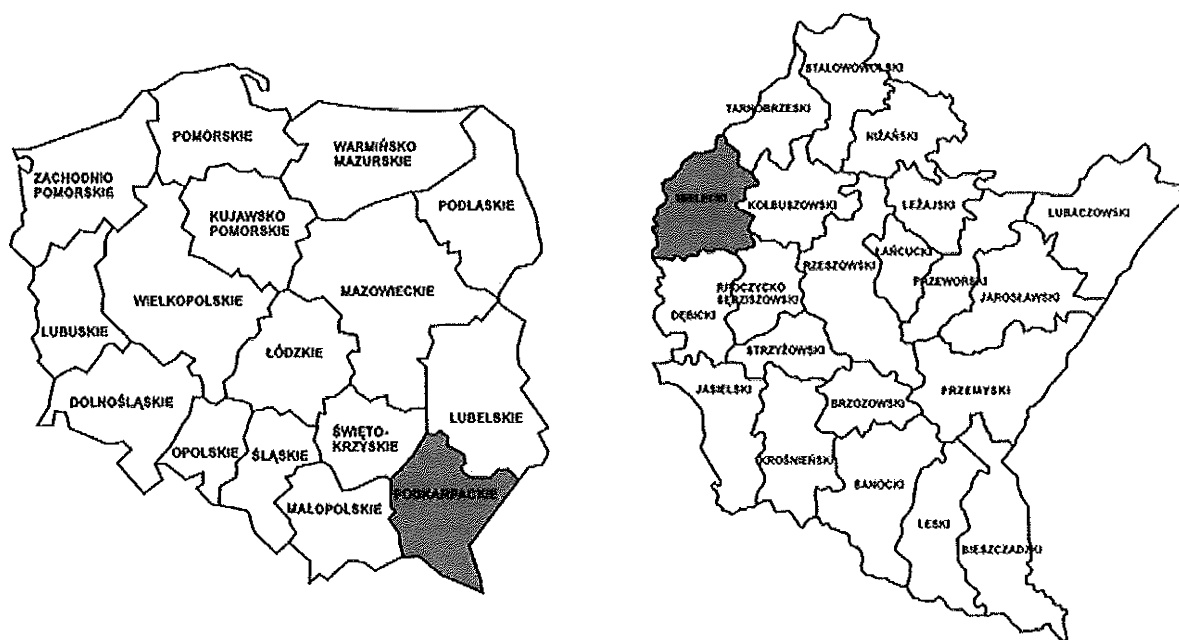 POMORSKIE
WARMIŃSKO
MAZURSKIE
ZACHODNIO
POMORSKIE
KUJAWSKO
POMORSKIE
PODLASKIE
WIELKOPOLSKIE
MAZOWIECKIE
LUBUSKIE
ŁÓDZKIE
DOLNOŚLĄSKIE
LUBELSKIE
OPOLSKIE
ŚLĄSKIE
ŚWIĘTO-
KRZYSKIE
PODKARPACKIE
MAŁOPOLSKIE
STALOWOWOLSKI
TARNOBRZESKI
NIŻAŃSKI
MIELECKI
KOLBUSZOWSKI
LEŻAJSKI
LUBACZOWSKI
RZESZOWSKI
ŁAŃCUCKI
PRZEWORSKI
JAROSŁAWSKI
DĘBICKI
STRZYŻOWSKI
JASIELSKI
BRZOZOWSKI
PRZEMYSKI
KROŚNIEŃSKI
SANOCKI
LESKI
BIESZCZADZKI